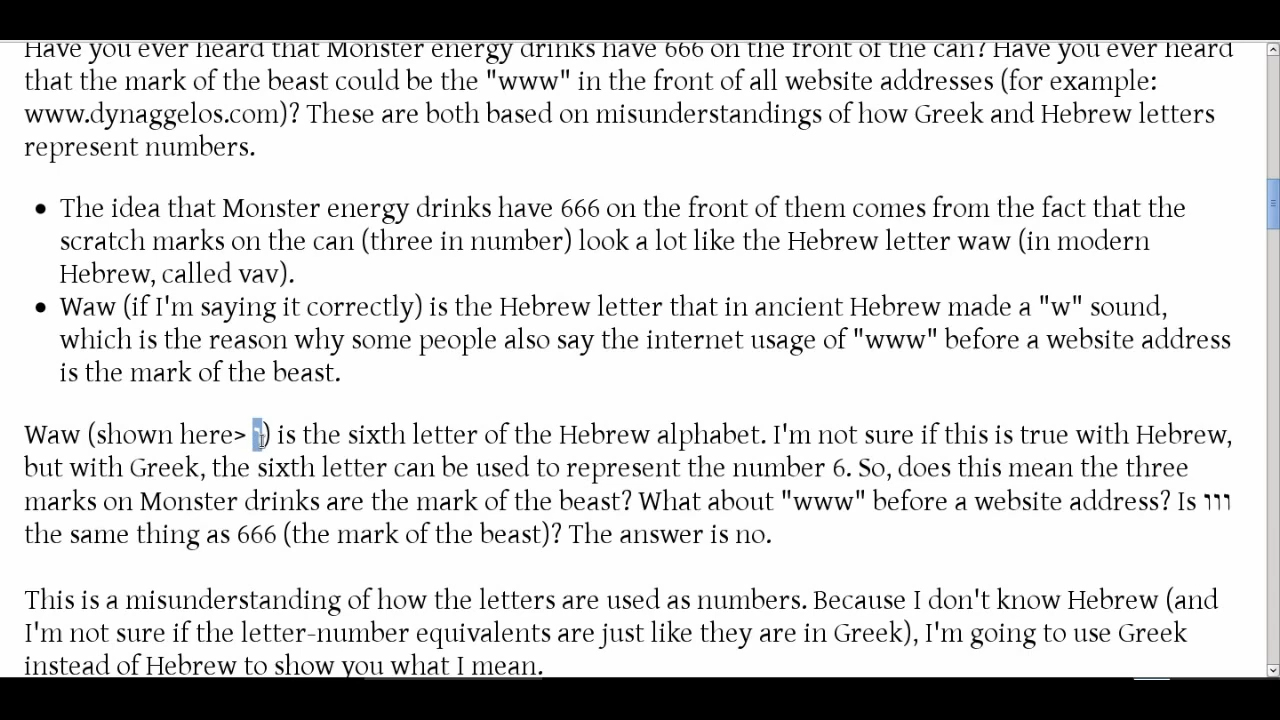 Have you ever heard that Monster energy drinks have 666 on the front of the can? Have you ever heard
that the mark of the beast could be the "www" in the front of all website addresses (for example:
www.dynaggelos.com)? These are both based on misunderstandings of how Greek and Hebrew letters
represent numbers.
• The idea that Monster energy drinks have 666 on the front of them comes from the fact that the
scratch marks on the can (three in number) look a lot like the Hebrew letter waw (in modern
Hebrew, called vav).
• Waw (if I'm saying it correctly) is the Hebrew letter that in ancient Hebrew made a "w" sound,
which is the reason why some people also say the internet usage of "www" before a website address
is the mark of the beast.
Waw (shown here> ו) is the sixth letter of the Hebrew alphabet. I'm not sure if this is true with Hebrew,
but with Greek, the sixth letter can be used to represent the number 6. So, does this mean the three
marks on Monster drinks are the mark of the beast? What about "www" before a website address? Is ווו
the same thing as 666 (the mark of the beast)? The answer is no.
This is a misunderstanding of how the letters are used as numbers. Because I don't know Hebrew (and
I'm not sure if the letter-number equivalents are just like they are in Greek), I'm going to use Greek
instead of Hebrew to show you what I mean.